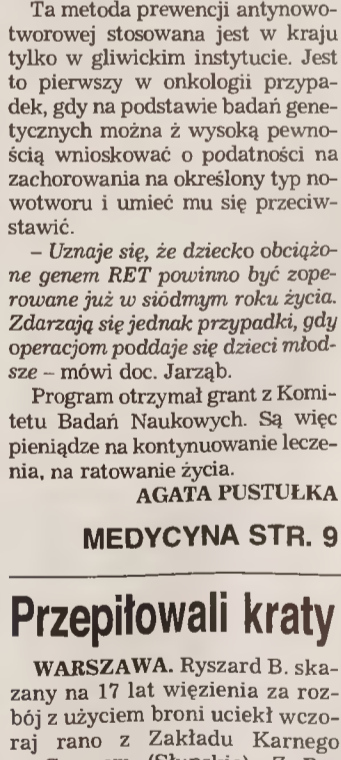 Ta metoda prewencji antynowo-
tworowej stosowana jest w kraju
tylko w gliwickim instytucie. Jest
to pierwszy w onkologii przypa-
dek, gdy na podstawie badań gene-
tycznych można ż wysoką pewno-
ścią wnioskować o podatności na
zachorowania na określony typ no-
wotworu i umieć mu się przeciw-
stawić.
– Uznaje się, że dziecko obciążo-
ne genem RET powinno być zope-
rowane już w siódmym roku życia.
Zdarzają się jednak przypadki, gdy
operacjom poddaje się dzieci młod-
sze – mówi doc. Jarząb.
Program otrzymał grant z Komi-
tetu Badań Naukowych. Są więc
pieniądze na kontynuowanie lecze-
nia, na ratowanie życia.
AGATA PUSTUŁKA
MEDYCYNA STR. 9
Przepiłowali kraty
WARSZAWA. Ryszard B. ska-
zany na 17 lat więzienia za roz-
bój z użyciem broni uciekł wczo-
raj rano z Zakładu Karnego